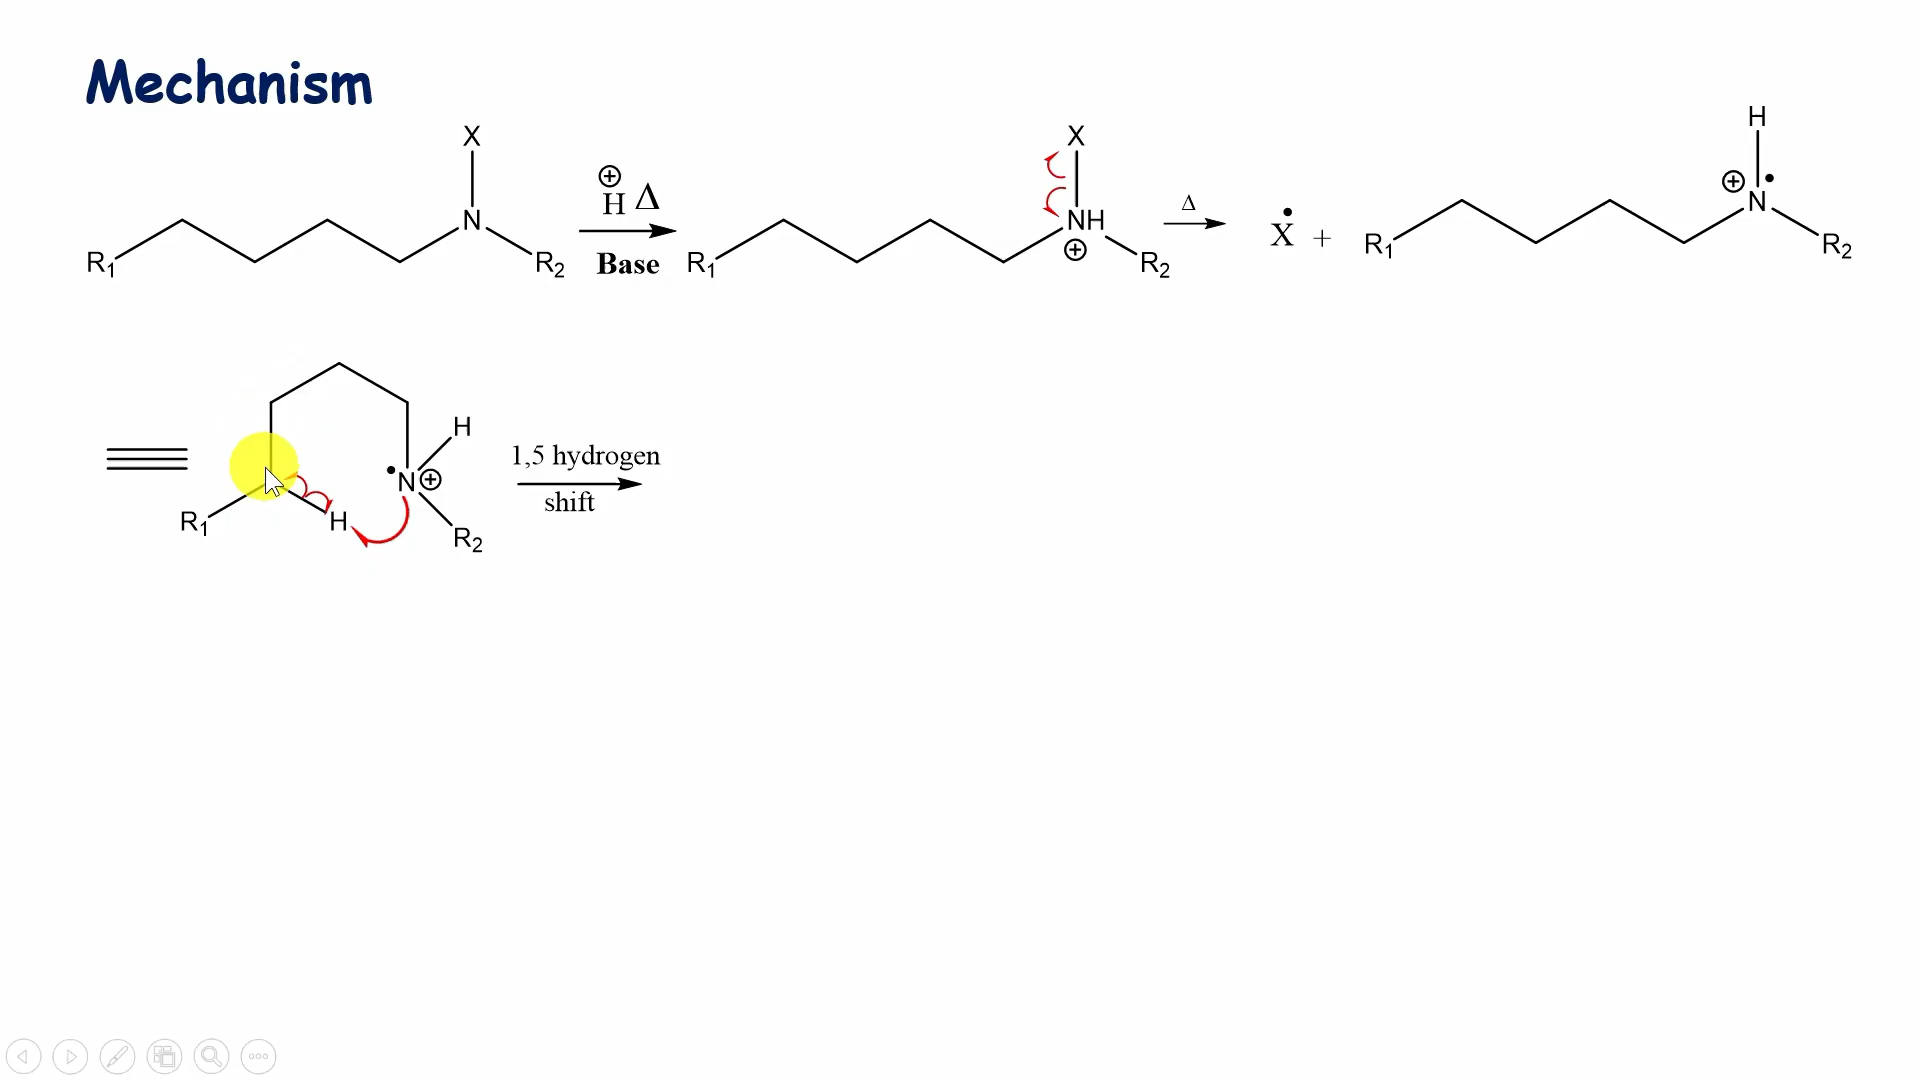 Mechanism
X
N
R1
R2
⊕
H Δ
Base
X
NH
⊕
R1
R2
Δ
•
X +
H
⊕ •
N
R1
R2
H
• N ⊕
R1
H
R2
1,5 hydrogen
shift